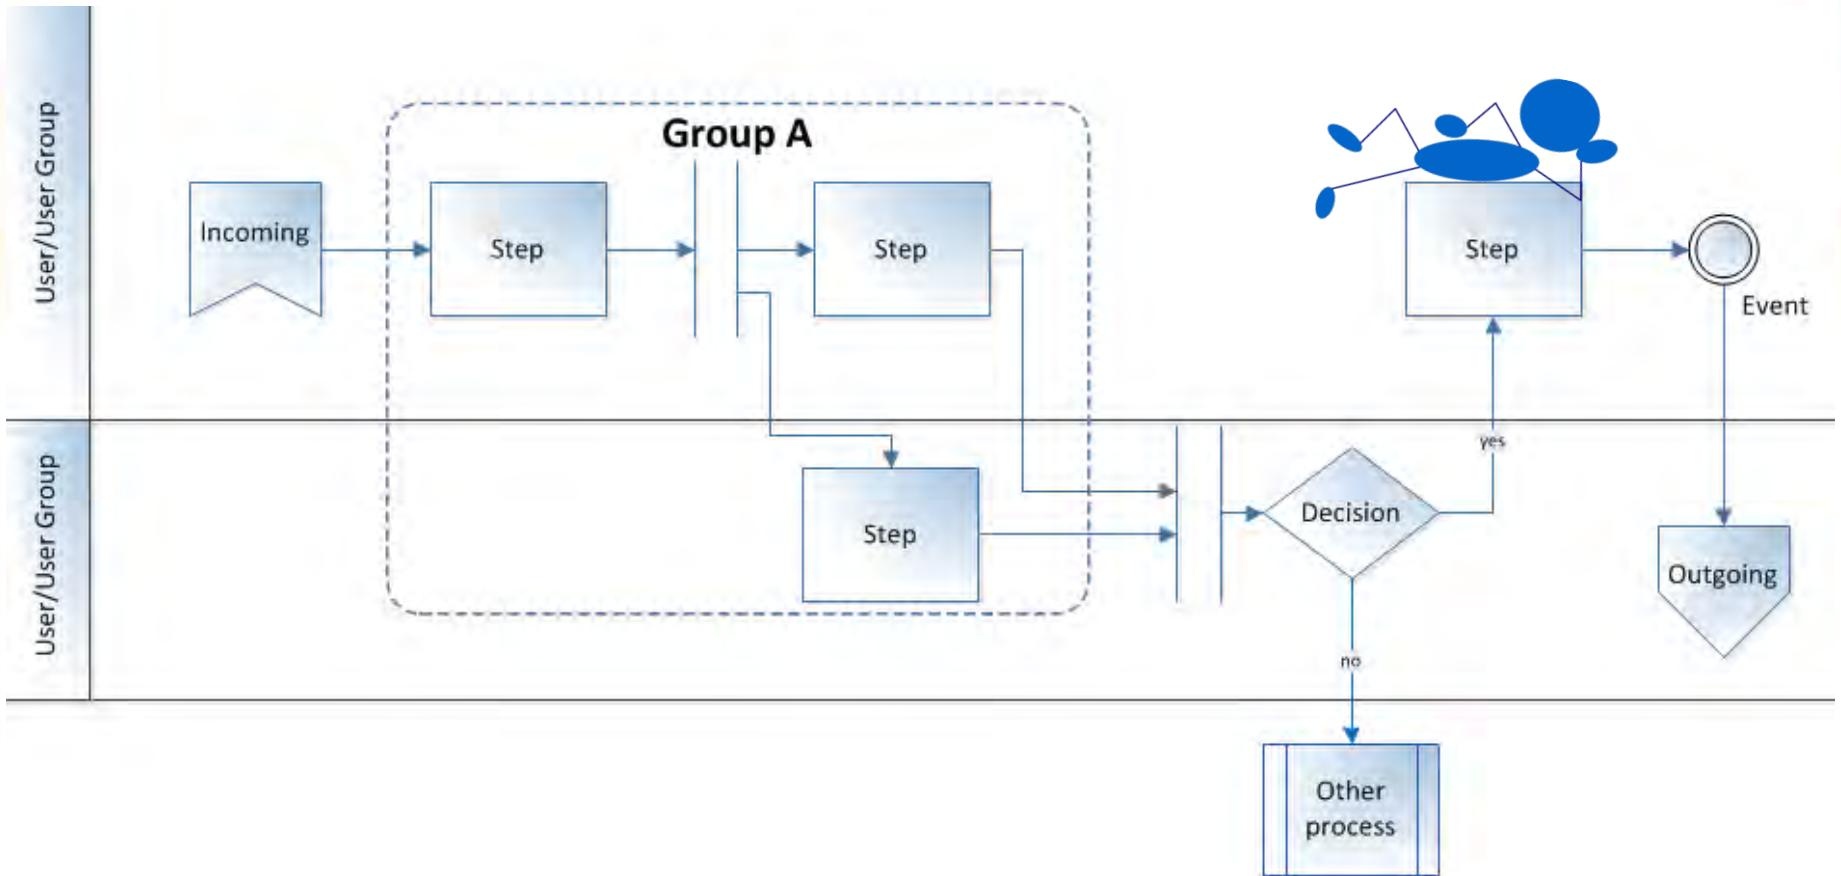 User/User Group
Group A
Incoming
Step
Step
Step
Event
User/User Group
yes
Step
Decision
Outgoing
no
Other
process